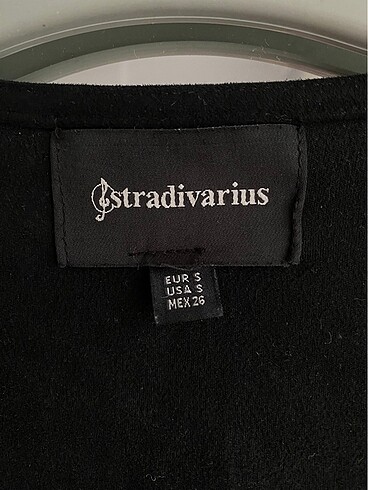 stradivarius
EUR S
USA S
MEX 26